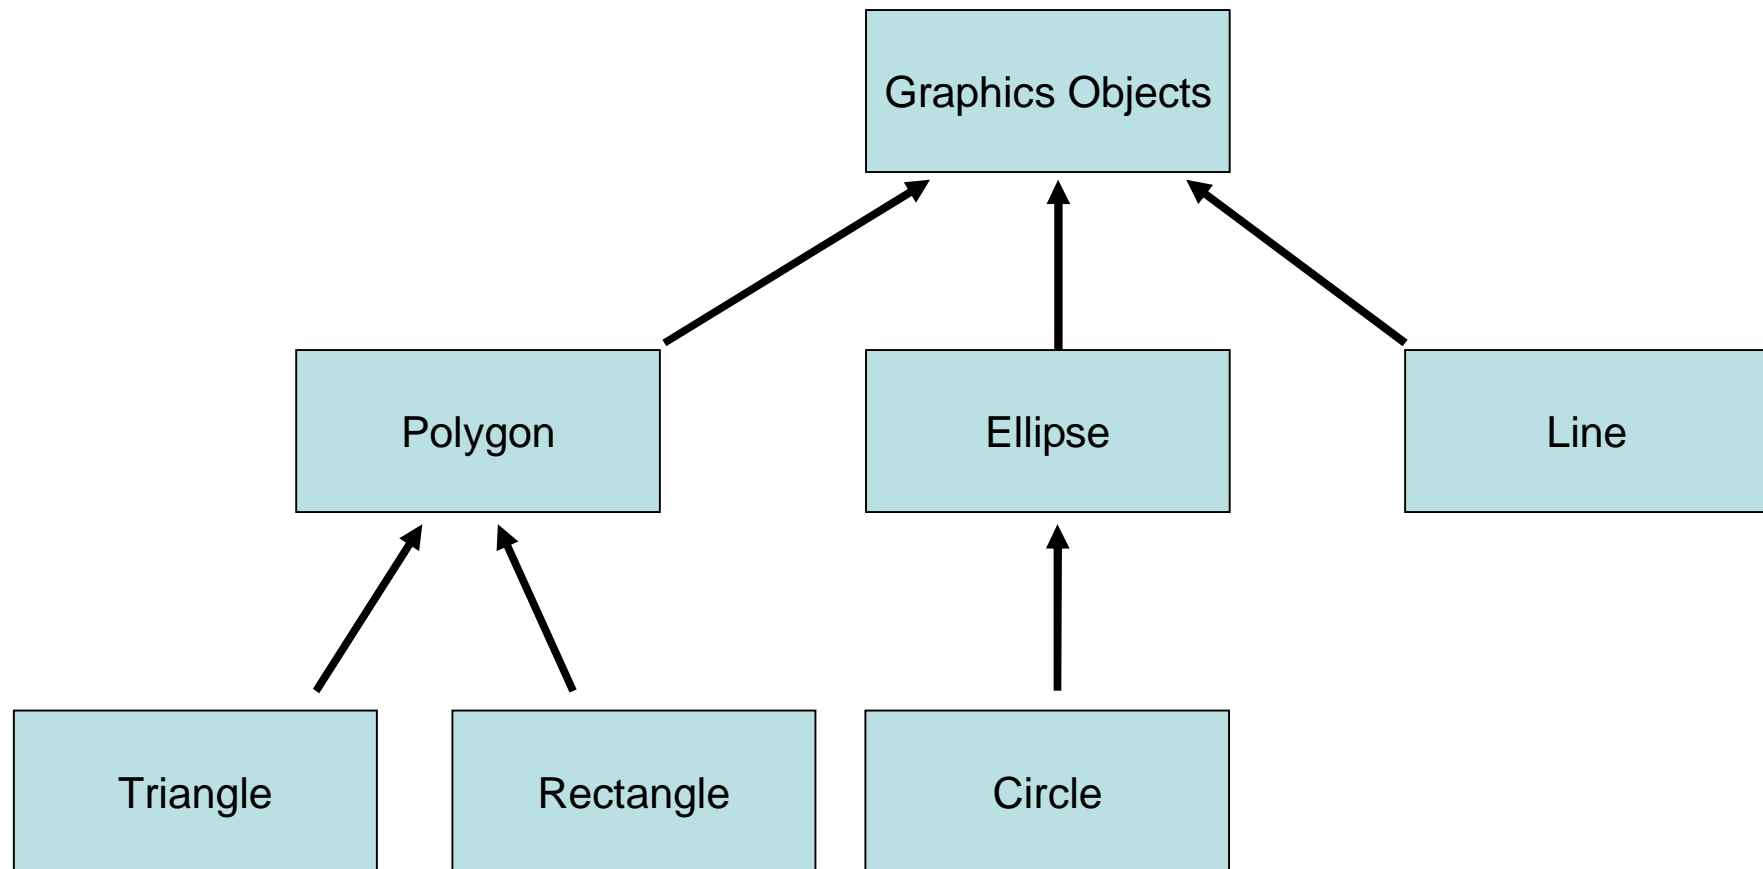 Graphics Objects
Polygon
Ellipse
Line
Triangle
Rectangle
Circle